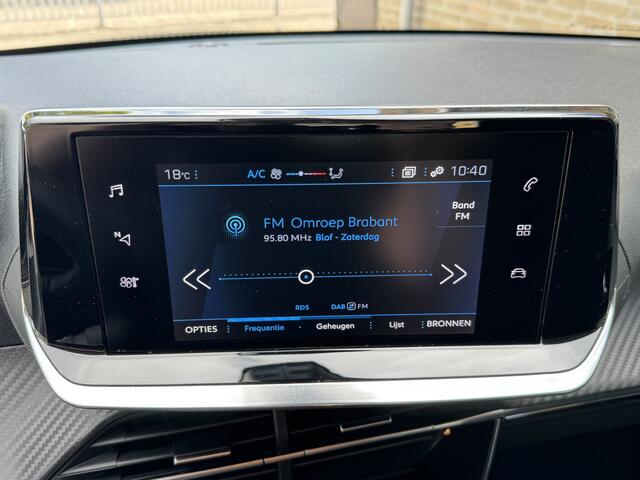 18°C A/C 10:40
N
FM Omroep Brabant
95.80 MHz Blof - Zaterdag
Band
FM
RDS DAB FM
OPTIES Frequentie Geheugen Lijst BRONNEN